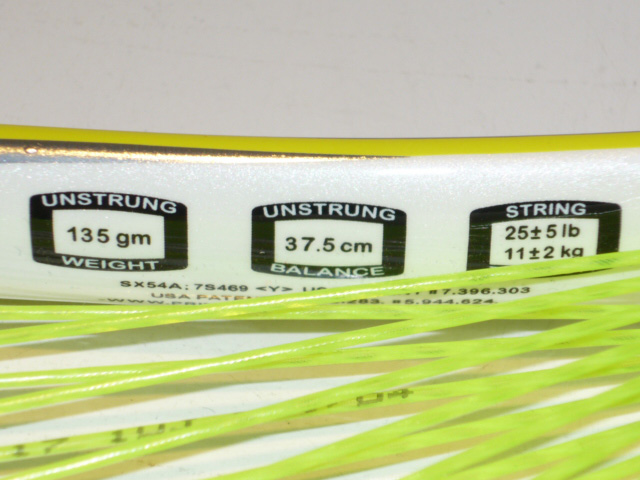 UNSTRUNG
135 gm
WEIGHT
UNSTRUNG
37.5 cm
BALANCE
STRING
25±5 lb
11±2 kg
SX54A; 7S469 <Y> 7.396.303
USA 5.944.624.
17